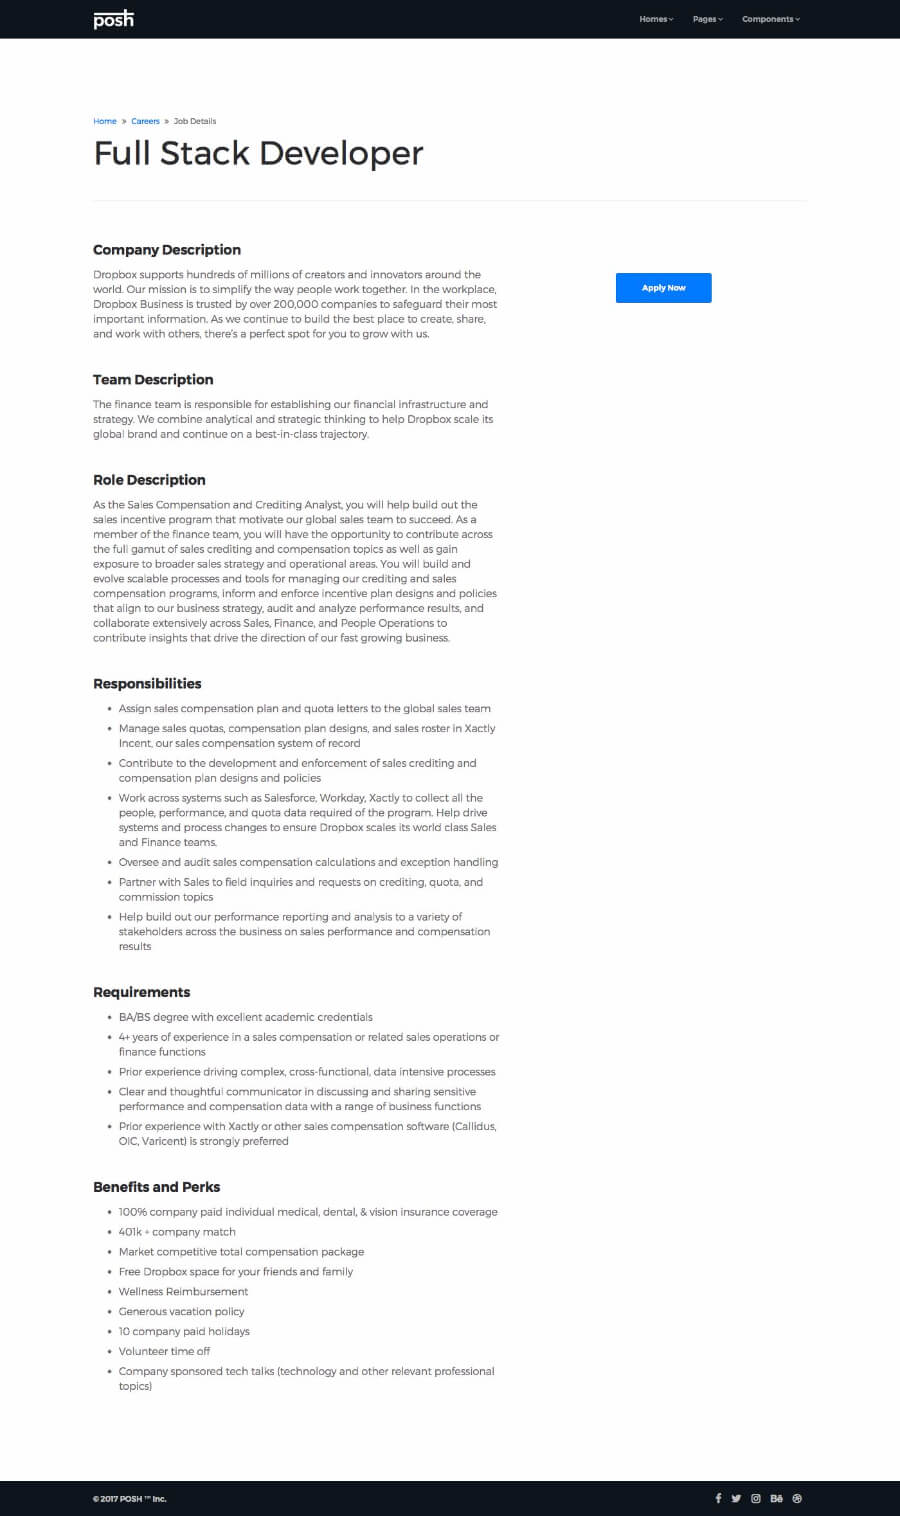 posh
Homes Pages Components
Home » Careers » Job Details
Full Stack Developer
Company Description
Dropbox supports hundreds of millions of creators and innovators around the
world. Our mission is to simplify the way people work together. In the workplace,
Dropbox Business is trusted by over 200,000 companies to safeguard their most
important information. As we continue to build the best place to create, share,
and work with others, there's a perfect spot for you to grow with us.
Apply Now
Team Description
The finance team is responsible for establishing our financial infrastructure and
strategy. We combine analytical and strategic thinking to help Dropbox scale its
global brand and continue on a best-in-class trajectory.
Role Description
As the Sales Compensation and Crediting Analyst, you will help build out the
sales incentive program that motivate our global sales team to succeed. As a
member of the finance team, you will have the opportunity to contribute across
the full gamut of sales crediting and compensation topics as well as gain
exposure to broader sales strategy and operational areas. You will build and
evolve scalable processes and tools for managing our crediting and sales
compensation programs, inform and enforce incentive plan designs and policies
that align to our business strategy, audit and analyze performance results, and
collaborate extensively across Sales, Finance, and People Operations to
contribute insights that drive the direction of our fast growing business.
Responsibilities
• Assign sales compensation plan and quota letters to the global sales team
• Manage sales quotas, compensation plan designs, and sales roster in Xactly
Incent, our sales compensation system of record
• Contribute to the development and enforcement of sales crediting and
compensation plan designs and policies
• Work across systems such as Salesforce, Workday, Xactly to collect all the
people, performance, and quota data required of the program. Help drive
systems and process changes to ensure Dropbox scales its world class Sales
and Finance teams.
• Oversee and audit sales compensation calculations and exception handling
• Partner with Sales to field inquiries and requests on crediting, quota, and
commission topics
• Help build out our performance reporting and analysis to a variety of
stakeholders across the business on sales performance and compensation
results
Requirements
• BA/BS degree with excellent academic credentials
• 4+ years of experience in a sales compensation or related sales operations or
finance functions
• Prior experience driving complex, cross-functional, data intensive processes
• Clear and thoughtful communicator in discussing and sharing sensitive
performance and compensation data with a range of business functions
• Prior experience with Xactly or other sales compensation software (Callidus,
OIC, Varicent) is strongly preferred
Benefits and Perks
• 100% company paid individual medical, dental, & vision insurance coverage
• 401k + company match
• Market competitive total compensation package
• Free Dropbox space for your friends and family
• Wellness Reimbursement
• Generous vacation policy
• 10 company paid holidays
• Volunteer time off
• Company sponsored tech talks (technology and other relevant professional
topics)
© 2017 POSH ™ Inc.
Bē